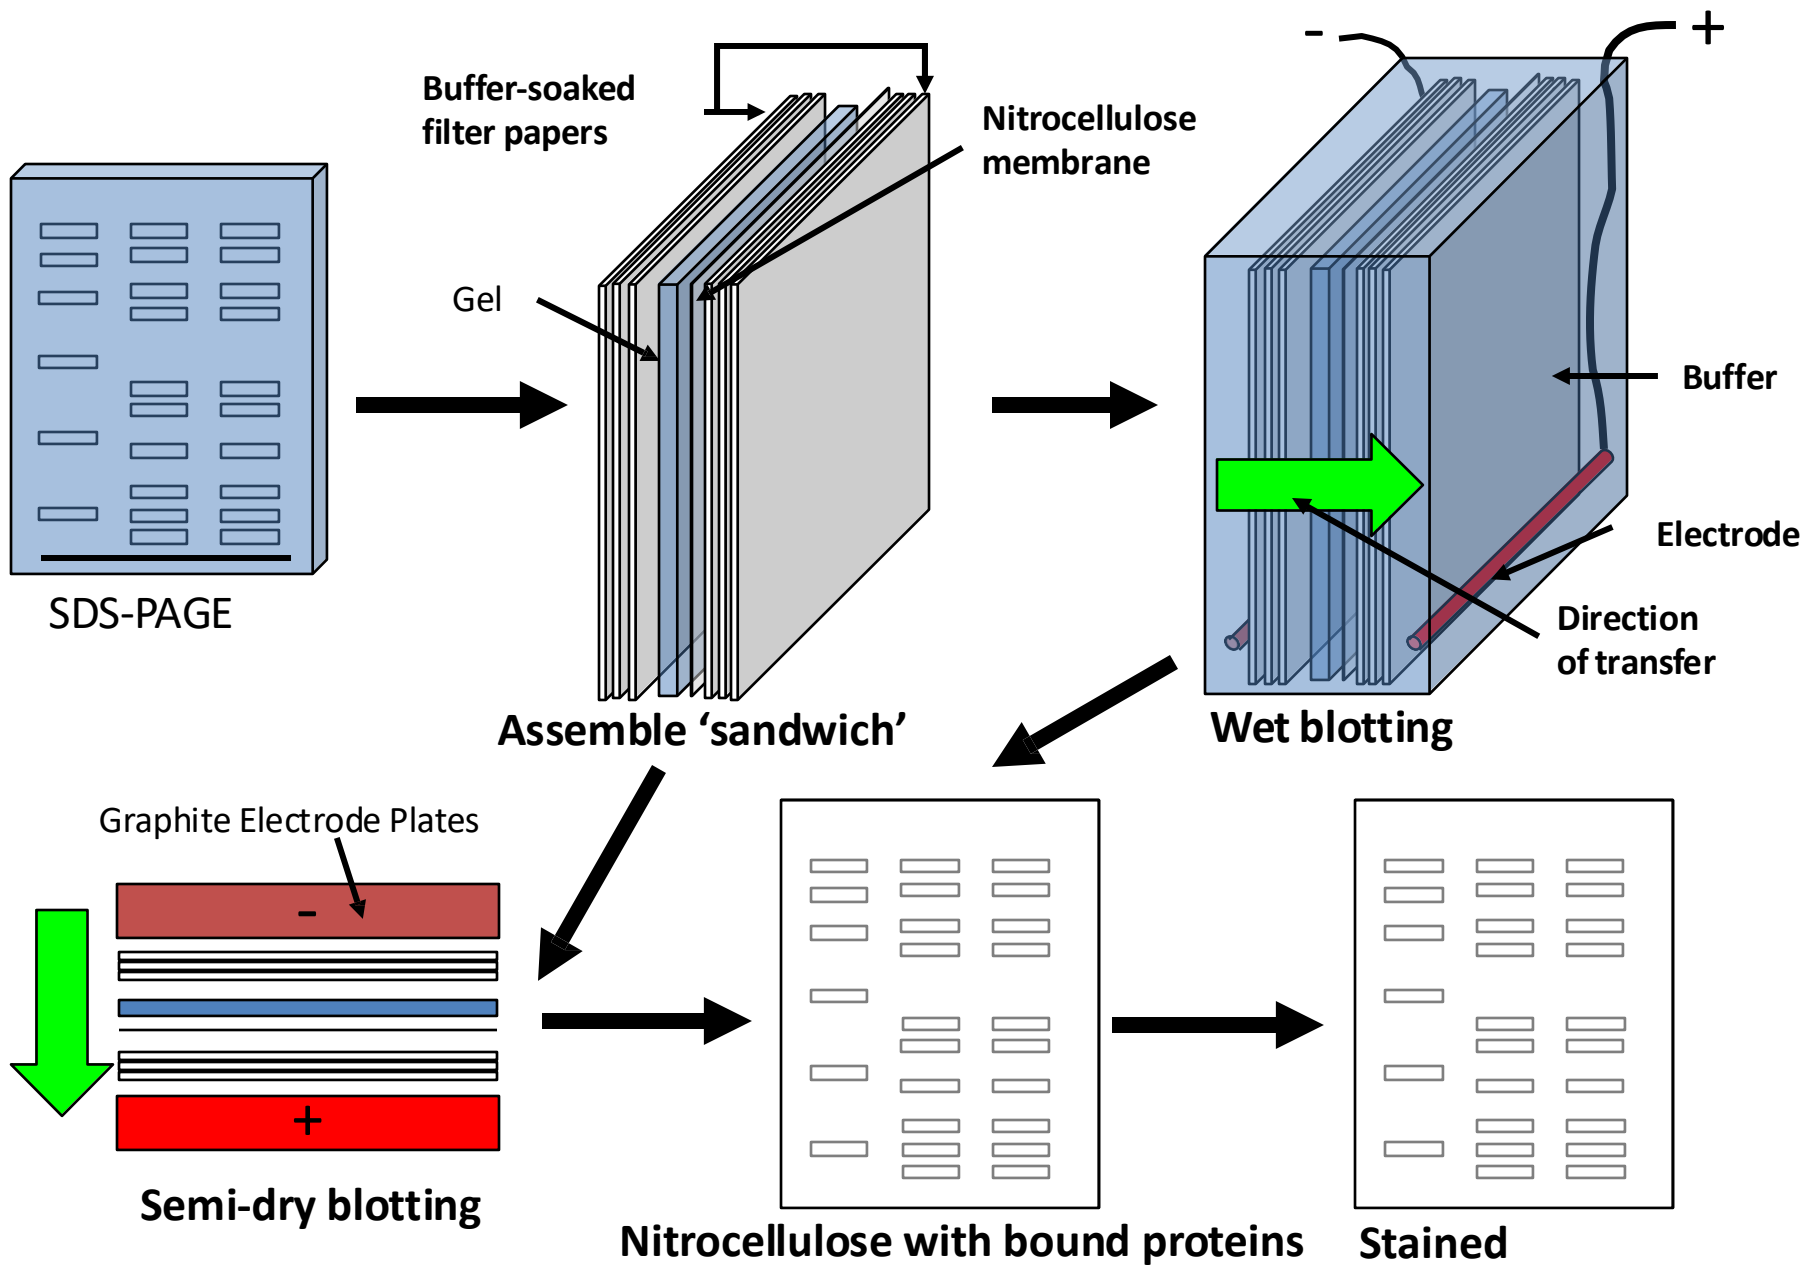 -
+
Buffer-soaked
filter papers
Nitrocellulose
membrane
Gel
Buffer
Electrode
SDS-PAGE
Direction
of transfer
Assemble ‘sandwich’
Wet blotting
Graphite Electrode Plates
-
+
Semi-dry blotting
Nitrocellulose with bound proteins
Stained